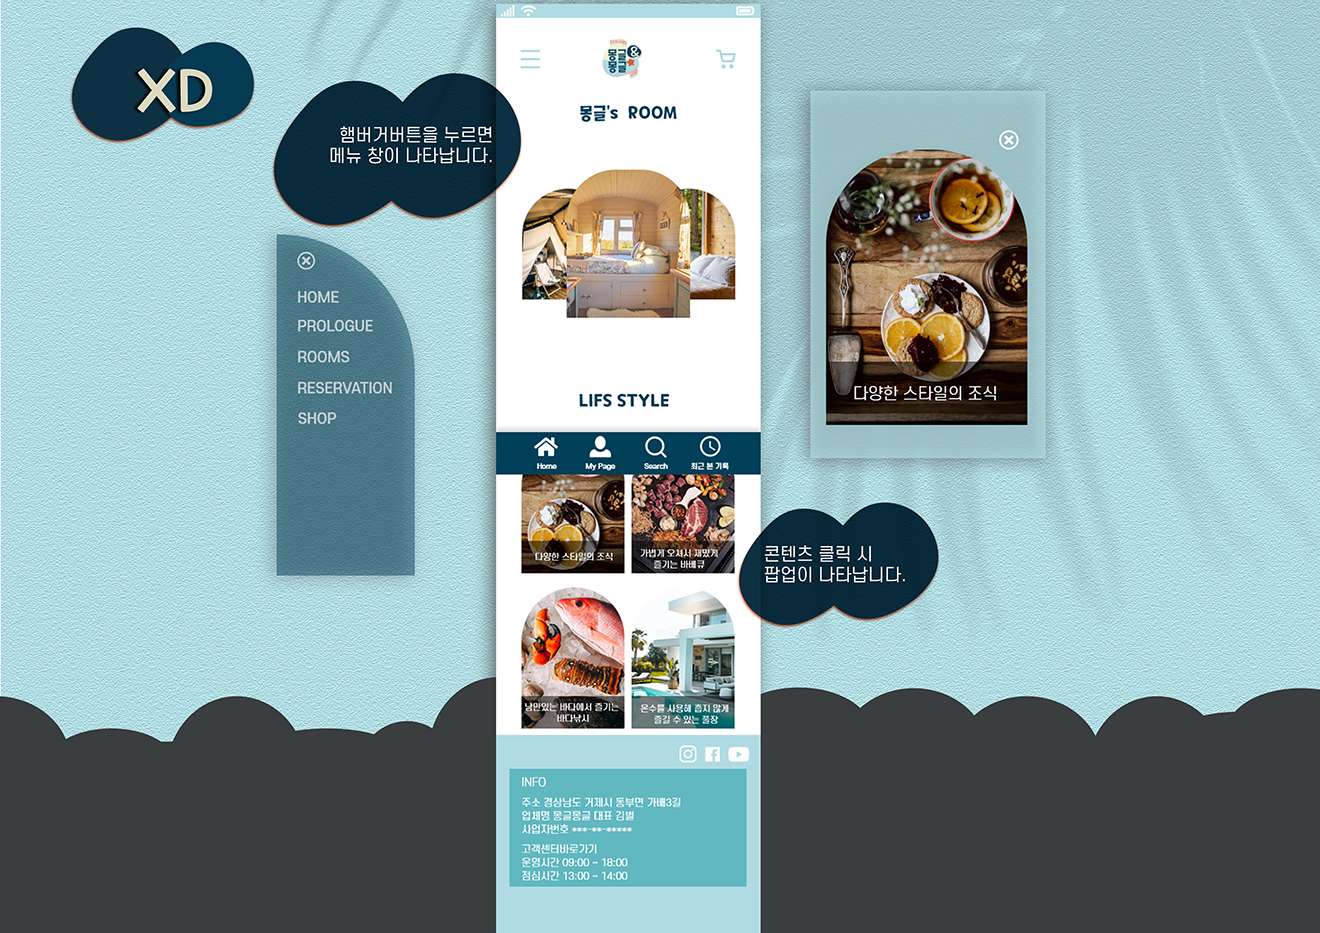 XD
햄버거버튼을 누르면
메뉴 창이 나타납니다.
HOME
PROLOGUE
ROOMS
RESERVATION
SHOP
몽글
몽글
&
몽글's ROOM
LIFS STYLE
Home
My Page
Search
최근 본 기록
다양한 스타일의 조식
가볍게 오셔서 재밌게
즐기는 바베큐
낭만있는 바다에서 즐기는
바다낚시
온수를 사용해 춥지 않게
즐길 수 있는 풀장
INFO
주소 경상남도 거제시 동부면 가배3길
업체명 몽글몽글 대표 김별
사업자번호 ***-**-*****
고객센터바로가기
운영시간 09:00 ~ 18:00
점심시간 13:00 ~ 14:00
다양한 스타일의 조식
콘텐츠 클릭 시
팝업이 나타납니다.